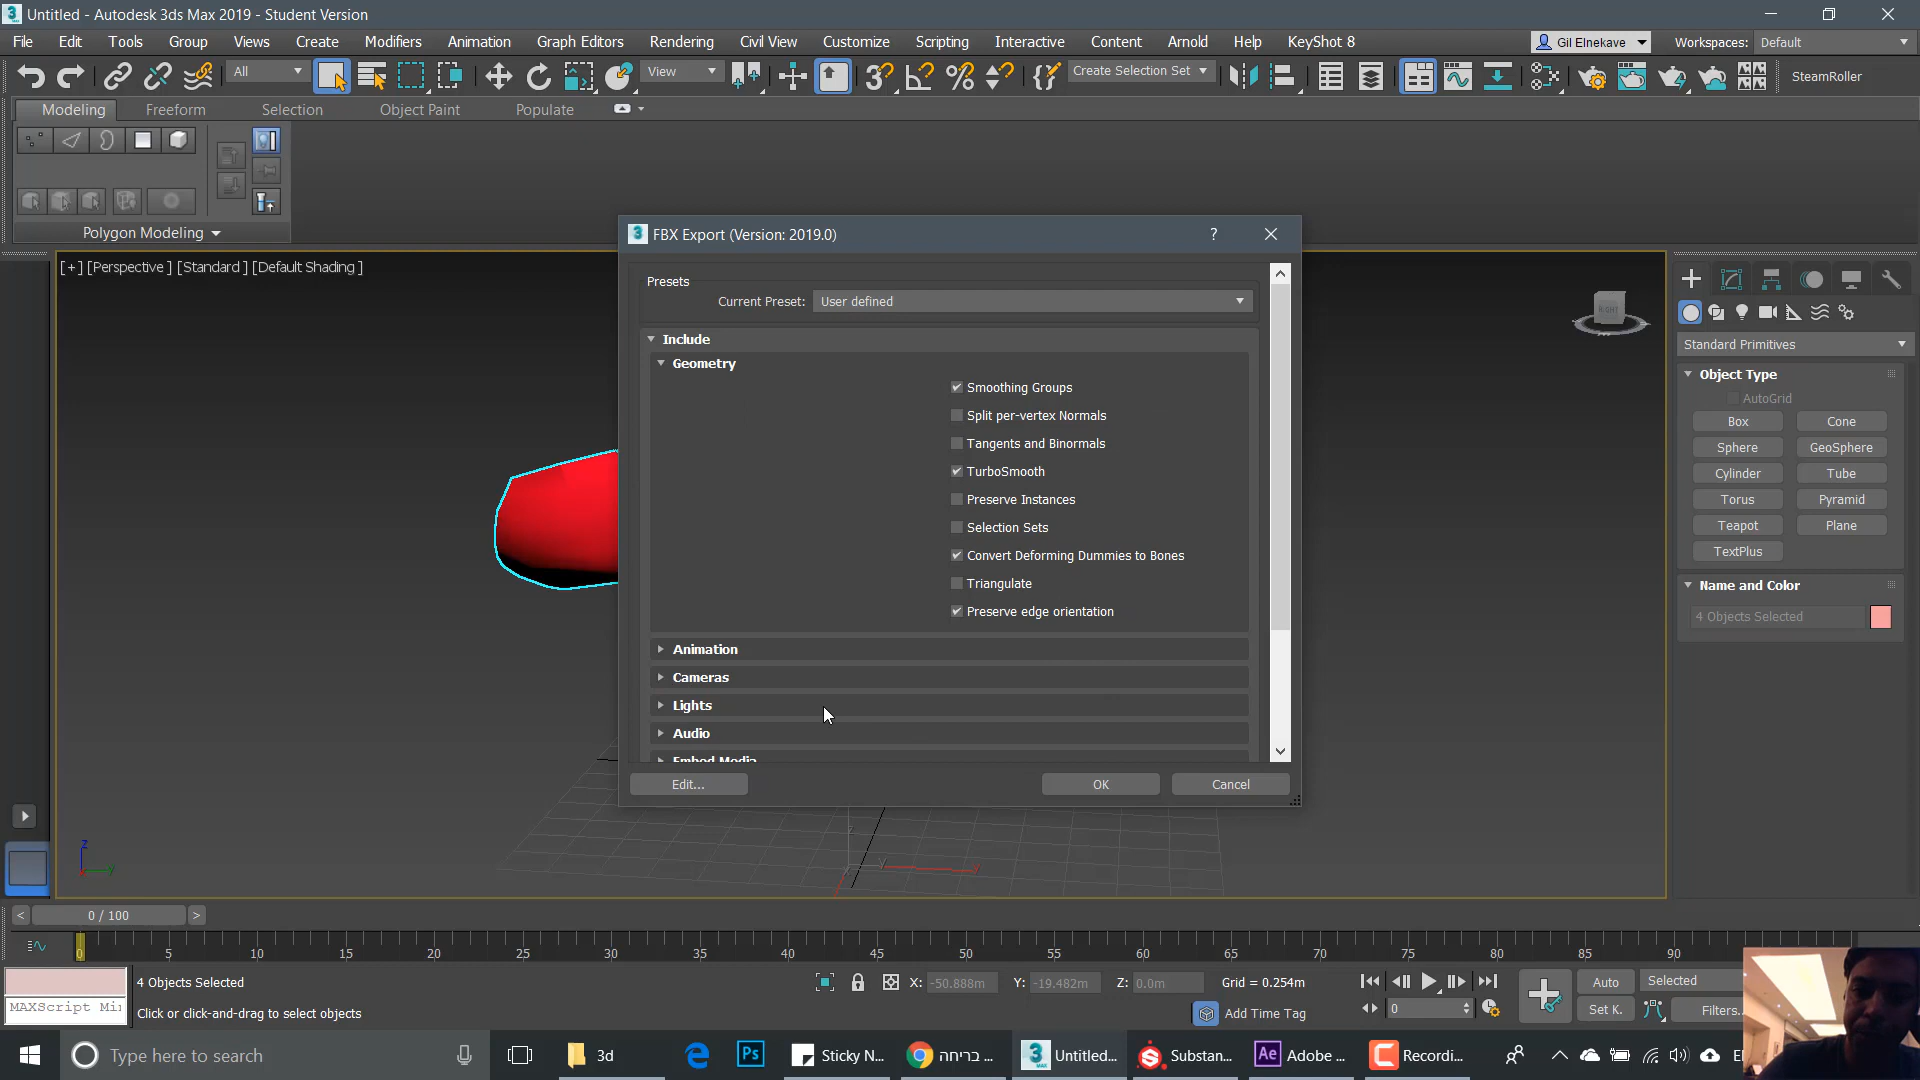 Untitled - Autodesk 3ds Max 2019 - Student Version
File Edit Tools Group Views Create Modifiers Animation Graph Editors Rendering Civil View Customize Scripting Interactive Content Arnold Help KeyShot 8 Gil Elnekave Workspaces: Default
All View Create Selection Set SteamRoller
Modeling Freeform Selection Object Paint Populate
Polygon Modeling
[+] [Perspective ] [Standard ] [Default Shading ]
FBX Export (Version: 2019.0)
?
Presets
Current Preset: User defined
Include
Geometry
Smoothing Groups
Split per-vertex Normals
Tangents and Binormals
TurboSmooth
Preserve Instances
Selection Sets
Convert Deforming Dummies to Bones
Triangulate
Preserve edge orientation
Animation
Cameras
Lights
Audio
Embed Media
Edit... OK Cancel
RIGHT
Standard Primitives
Object Type
AutoGrid
Box Cone
Sphere GeoSphere
Cylinder Tube
Torus Pyramid
Teapot Plane
TextPlus
Name and Color
4 Objects Selected
z
y
< 0 / 100 >
0 5 10 15 20 25 30 35 40 45 50 55 60 65 70 75 80 85 90
4 Objects Selected X: -50.888m Y: -19.482m Z: 0.0m Grid = 0.254m Auto Selected
MAXScript Mi Click or click-and-drag to select objects Add Time Tag 0 Set K. Filters..
Type here to search 3d Sticky N... בריחה ... Untitled... Substan... Adobe ... Recordi...